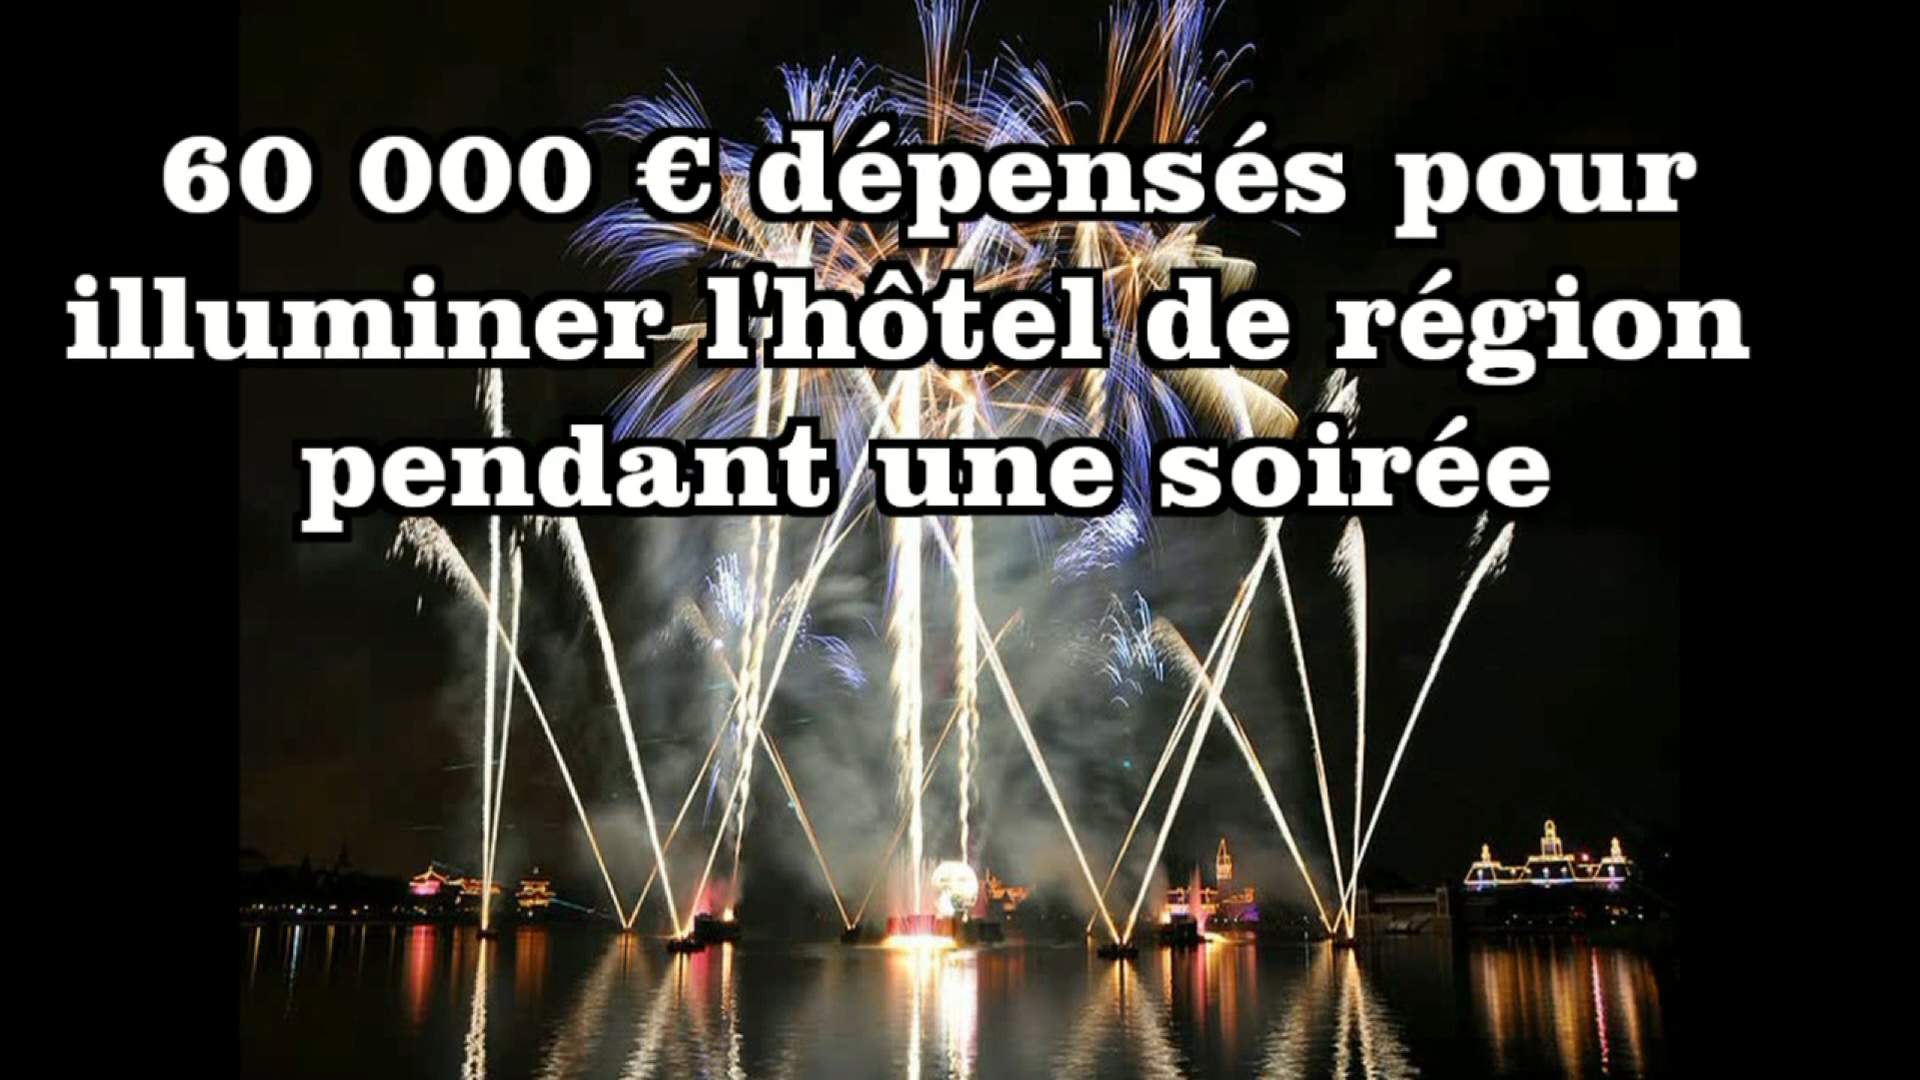 60 000 € dépensés pour
illuminer l'hôtel de région
pendant une soirée